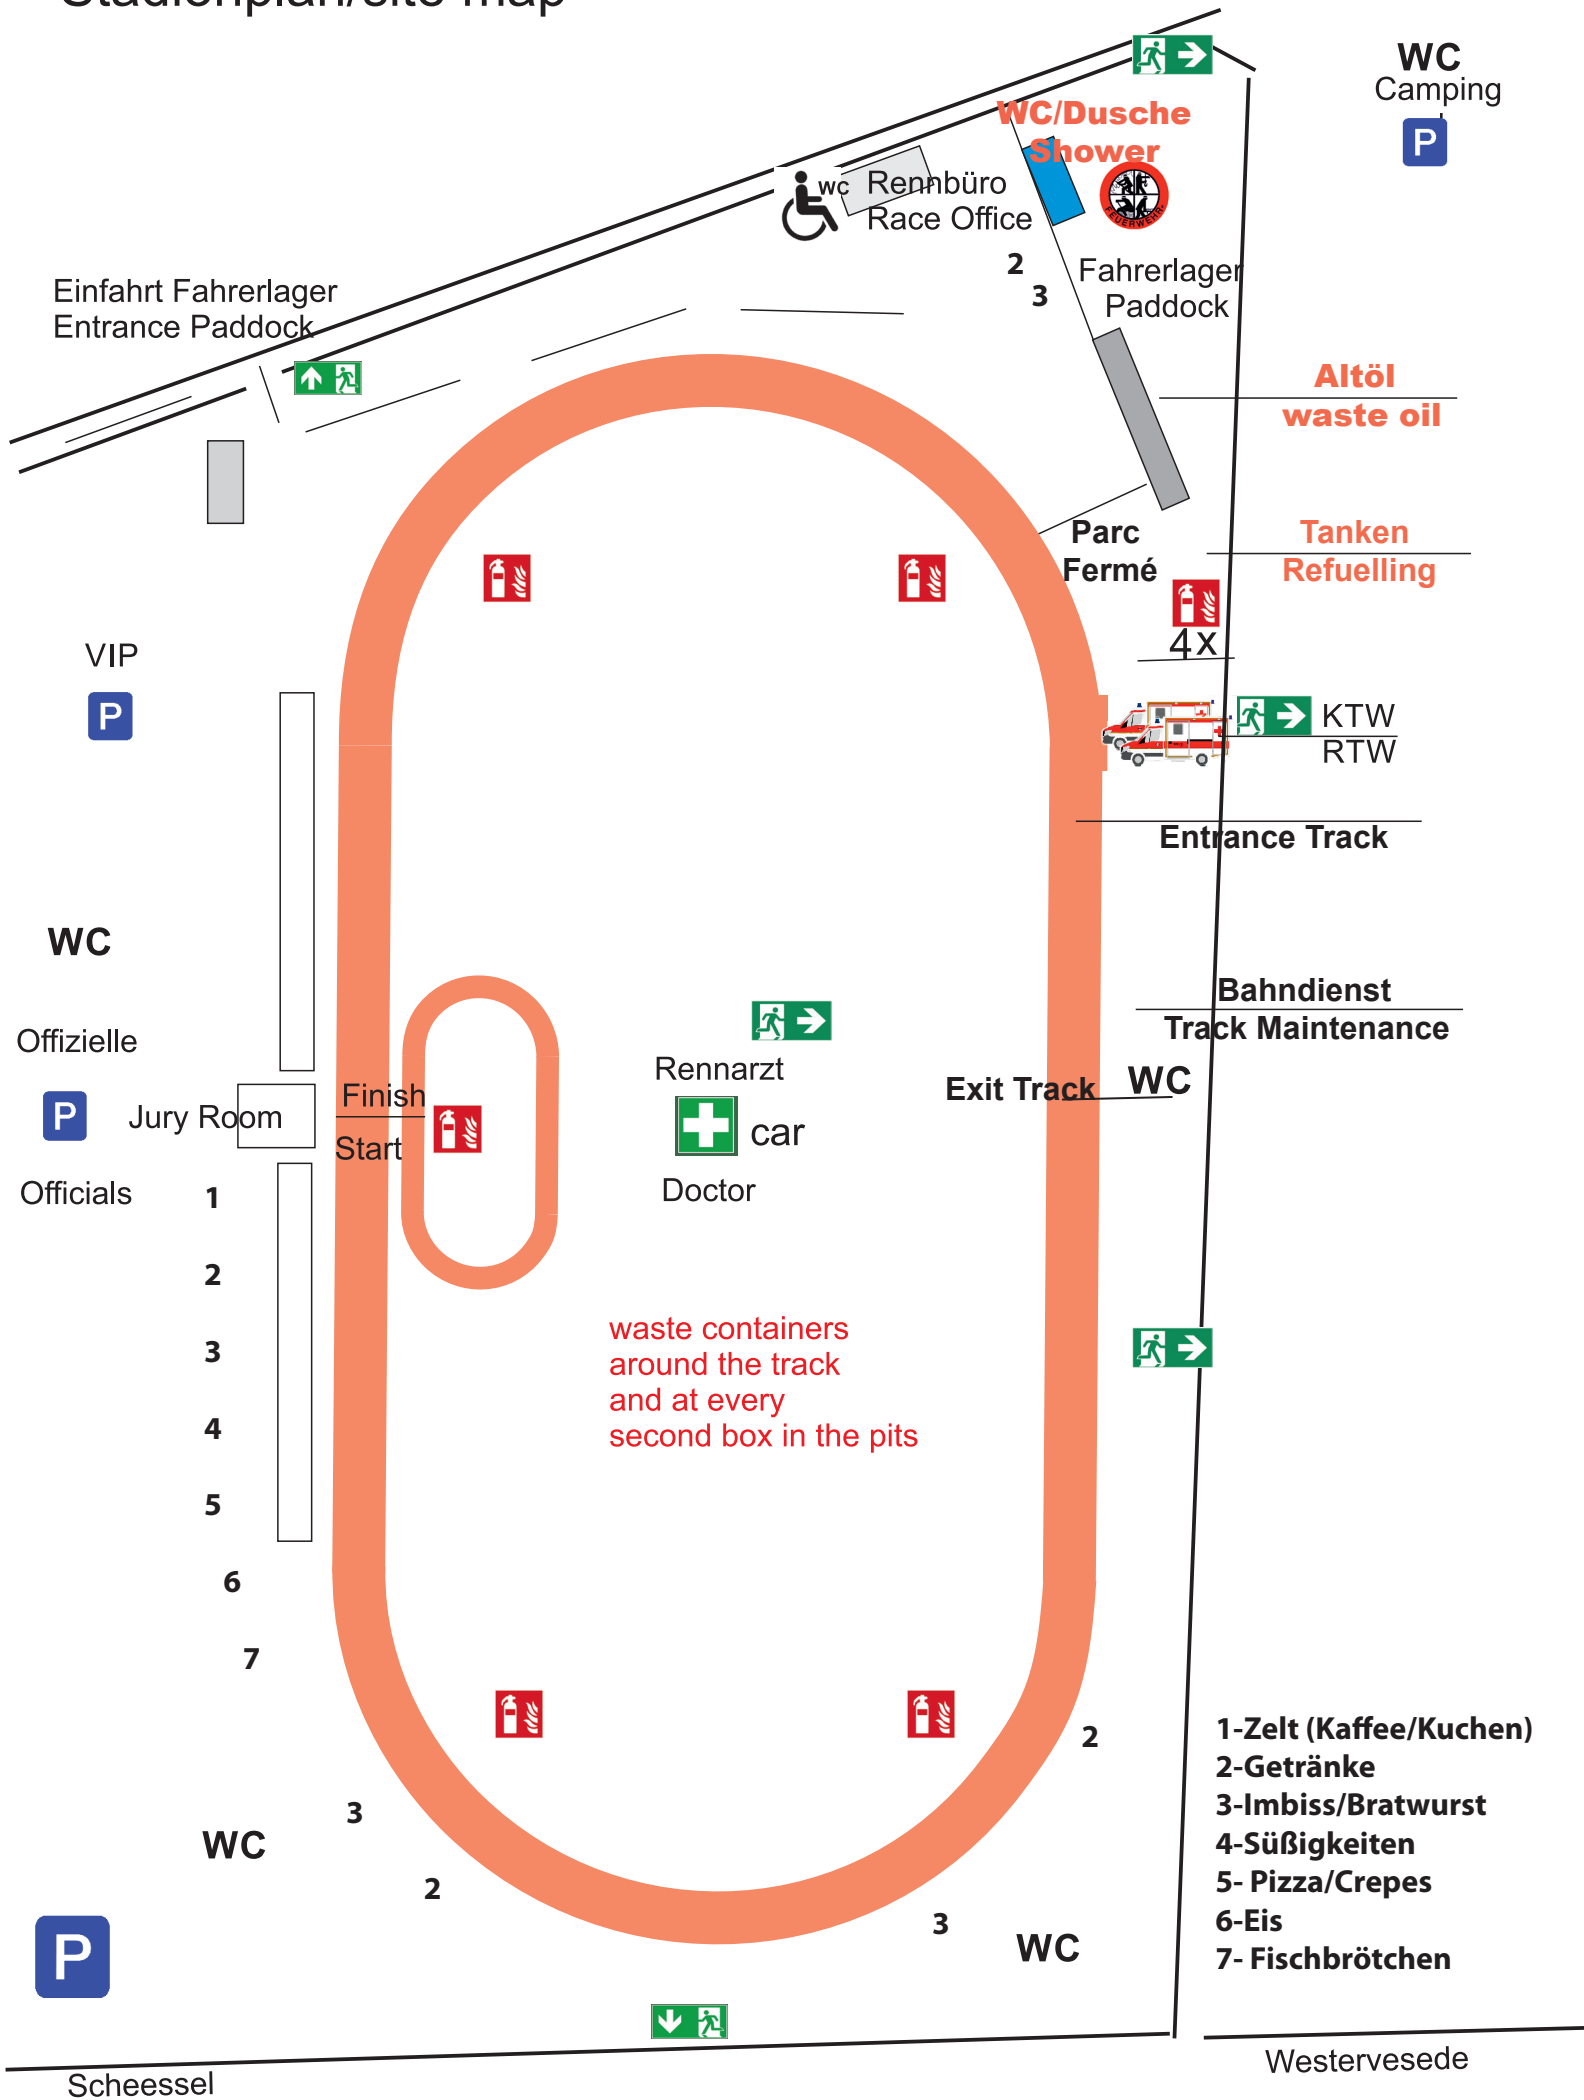 Stadionplan/site map
WC
Camping
P
WC/Dusche
Shower
WC
Rennbüro
Race Office
FEUERWEHR
2
3
Fahrerlager
Paddock
Einfahrt Fahrerlager
Entrance Paddock
Altöl
waste oil
Parc
Fermé
Tanken
Refuelling
4x
VIP
P
KTW
RTW
Entrance Track
WC
Bahndienst
Track Maintenance
Offizielle
P
Officials
Jury Room
Finish
Start
Rennarzt
car
Doctor
Exit Track
WC
1
2
3
4
5
6
7
waste containers
around the track
and at every
second box in the pits
2
3
WC
2
3
WC
P
1-Zelt (Kaffee/Kuchen)
2-Getränke
3-Imbiss/Bratwurst
4-Süßigkeiten
5- Pizza/Crepes
6-Eis
7- Fischbrötchen
Scheessel
Westervesede